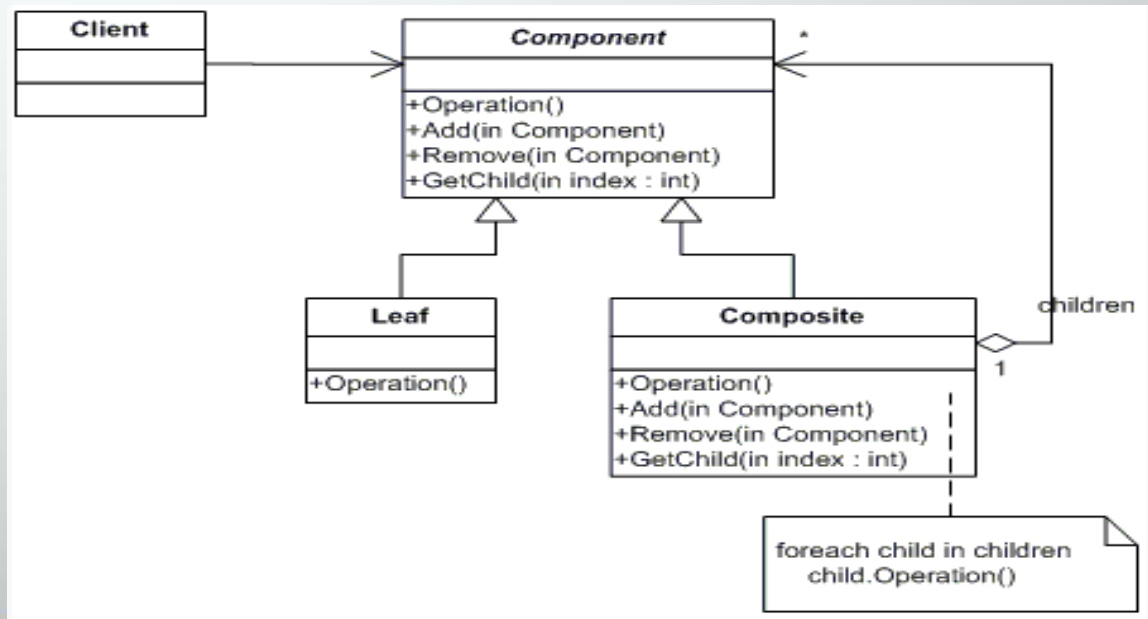 Client
Component
*
+Operation()
+Add(in Component)
+Remove(in Component)
+GetChild(in index : int)
children
Leaf
+Operation()
Composite
1
+Operation()
+Add(in Component)
+Remove(in Component)
+GetChild(in index : int)
foreach child in children
child.Operation()